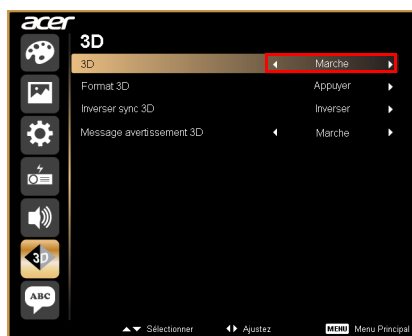 acer
3D
3D Marche
Format 3D Appuyer
Inverser sync 3D Inverser
Message avertissement 3D Marche
3D
ABC
Sélectionner Ajustez MENU Menu Principal